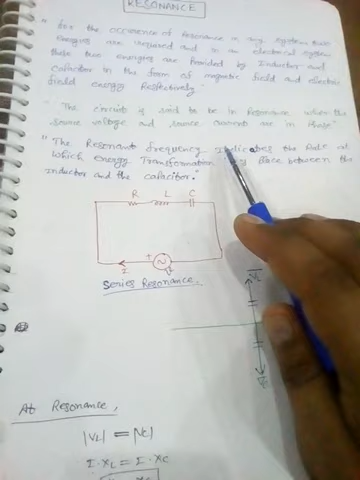 RESONANCE
" For the occurence of Resonance in any system two
energies are required and in an electrical system
these two energies are Provided by Inductor and
capacitor in the form of magnetic field and electric
field energy Respectively."
" The circuit is said to be in Resonance when the
source voltage and source current are in Phase"
" The Resonant frequency Indicates the Rate at
which energy Transformation place between the
inductor and the capacitor."
R L C
+
I
Series Resonance.
VL
At Resonance,
|VL| = |VC|
I. XL = I. XC